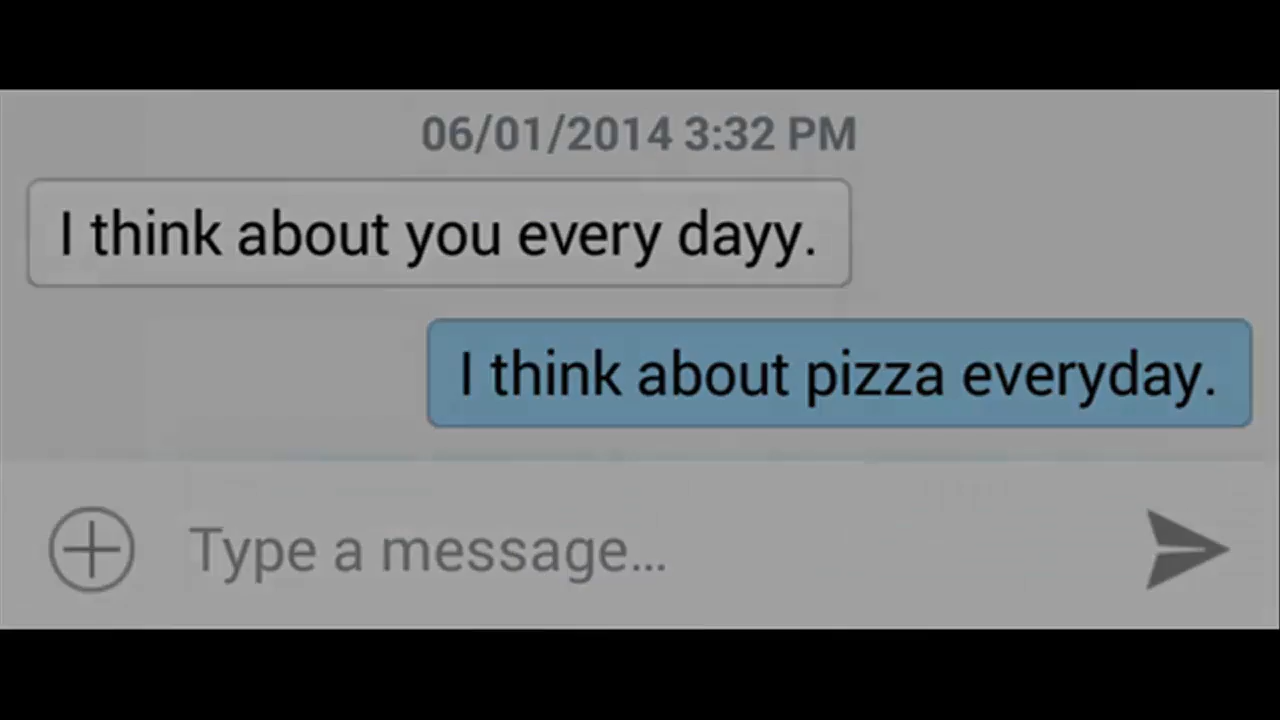 06/01/2014 3:32 PM
I think about you every dayy.
I think about pizza everyday.
Type a message...